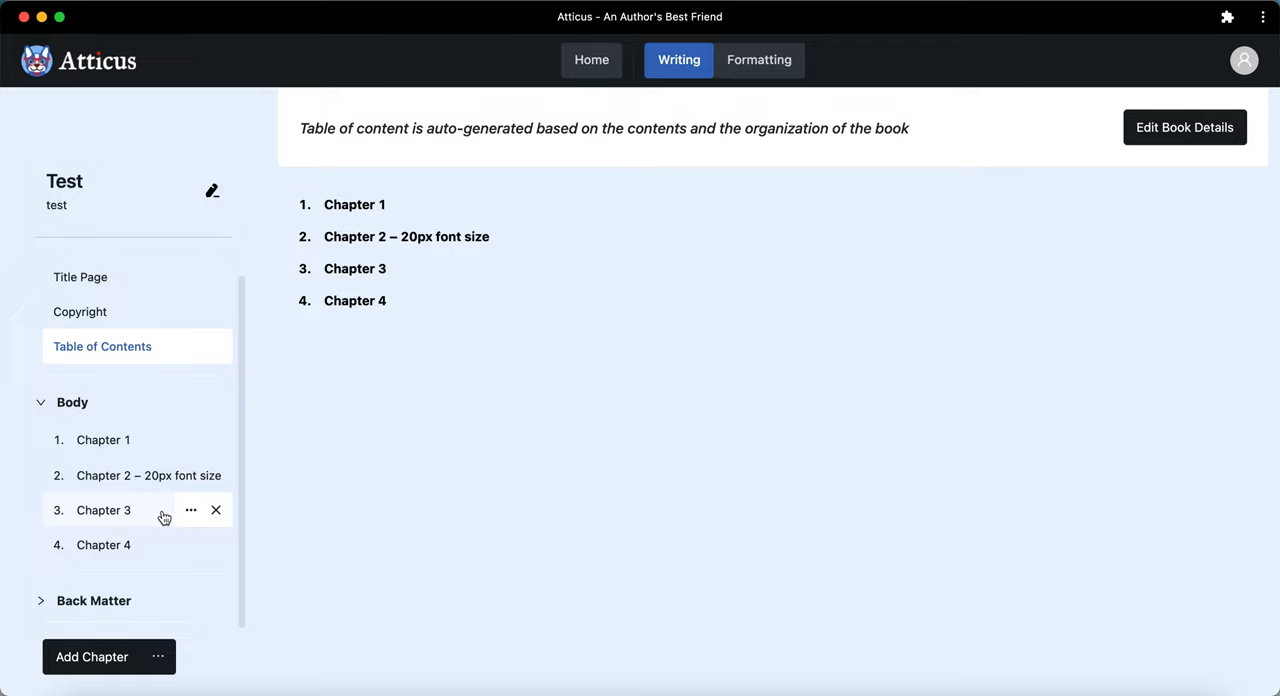 Atticus - An Author's Best Friend
Atticus
Home
Writing
Formatting
Table of content is auto-generated based on the contents and the organization of the book
Edit Book Details
Test
test
Title Page
Copyright
Table of Contents
Body
1. Chapter 1
2. Chapter 2 – 20px font size
3. Chapter 3
4. Chapter 4
Back Matter
Add Chapter
1. Chapter 1
2. Chapter 2 – 20px font size
3. Chapter 3
4. Chapter 4